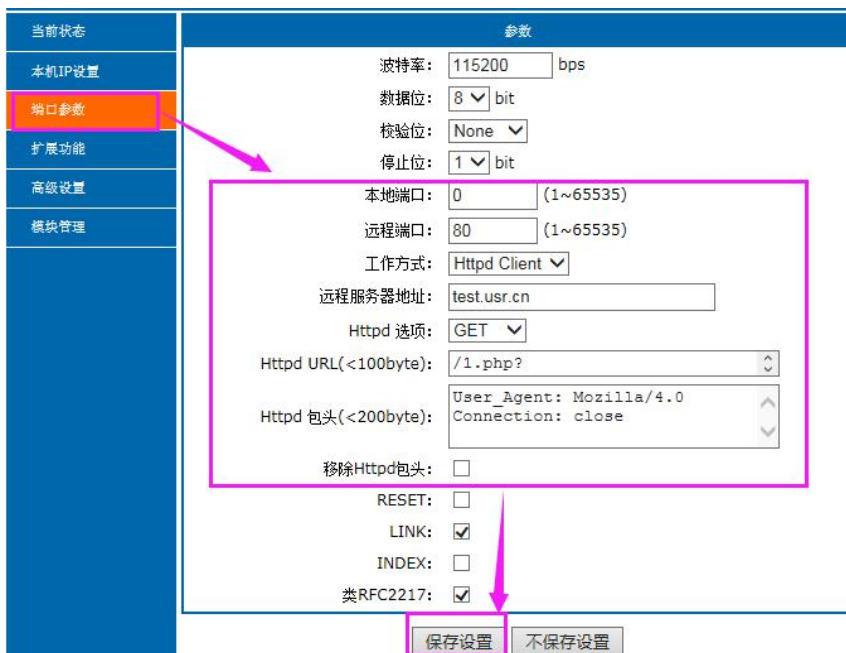 当前状态
本机IP设置
端口参数
扩展功能
高级设置
模块管理
参数
波特率： 115200 bps
数据位： 8 bit
校验位： None
停止位： 1 bit
本地端口： 0 (1~65535)
远程端口： 80 (1~65535)
工作方式： Httpd Client
远程服务器地址： test.usr.cn
Httpd 选项： GET
Httpd URL(<100byte)： /1.php?
Httpd 包头(<200byte)： User_Agent: Mozilla/4.0
Connection: close
移除Httpd包头：
RESET：
LINK：
INDEX：
类RFC2217：
保存设置 不保存设置